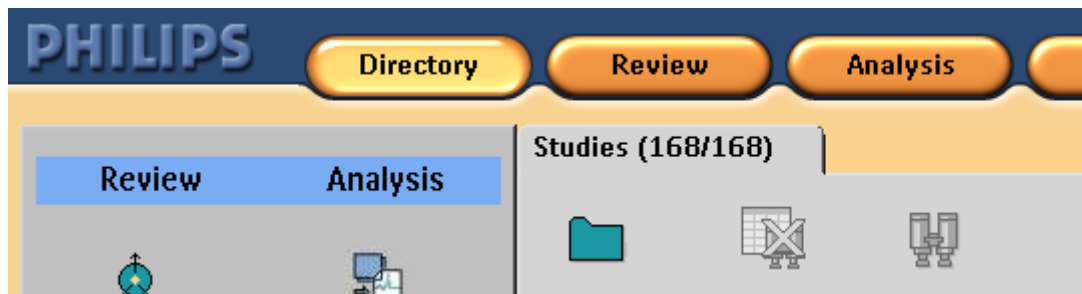 PHILIPS
Directory
Review
Analysis
Studies (168/168)
Review
Analysis